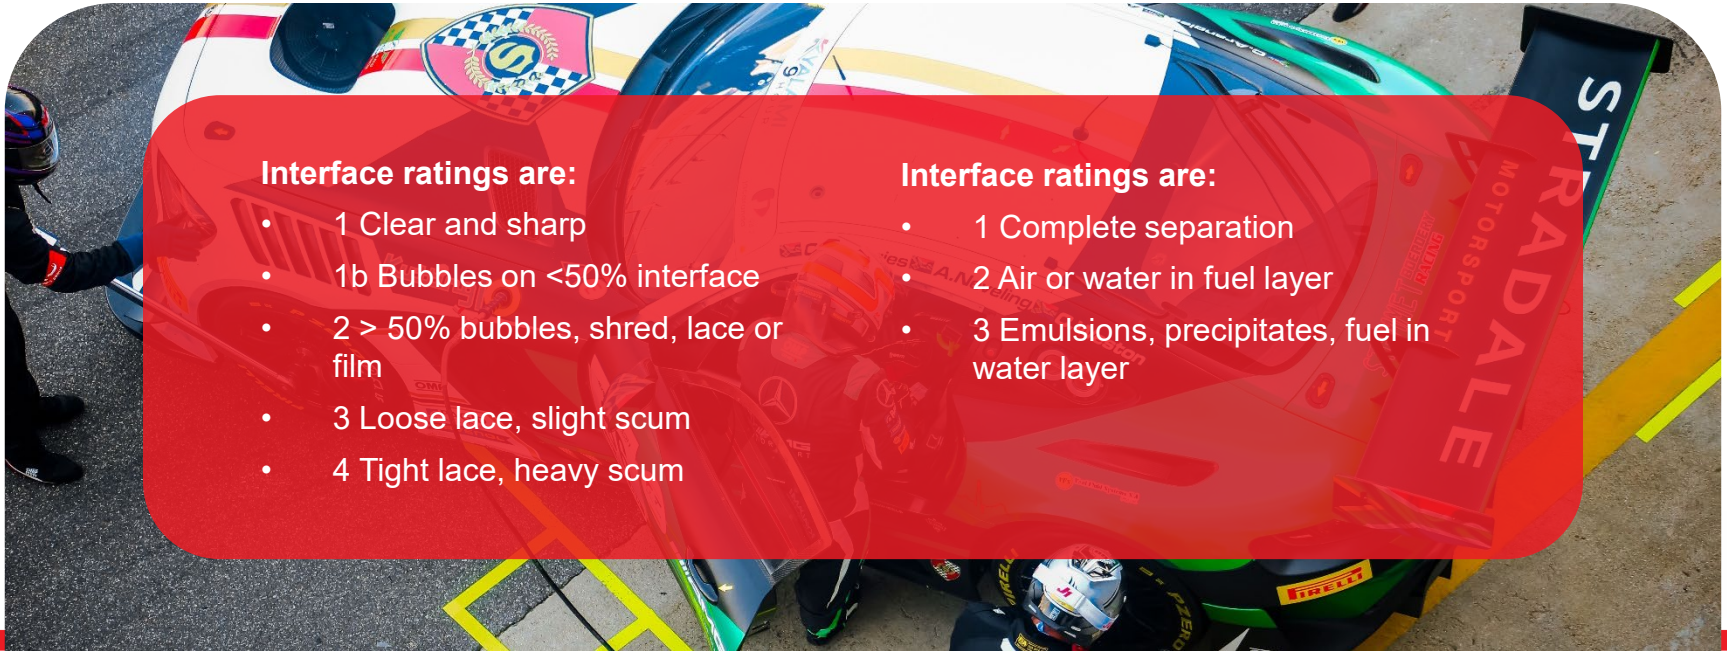 Interface ratings are:
• 1 Clear and sharp
• 1b Bubbles on <50% interface
• 2 > 50% bubbles, shred, lace or
film
• 3 Loose lace, slight scum
• 4 Tight lace, heavy scum
Interface ratings are:
• 1 Complete separation
• 2 Air or water in fuel layer
• 3 Emulsions, precipitates, fuel in
water layer
STRADALE
MOTORSPORT
PIRELLI
PZERO